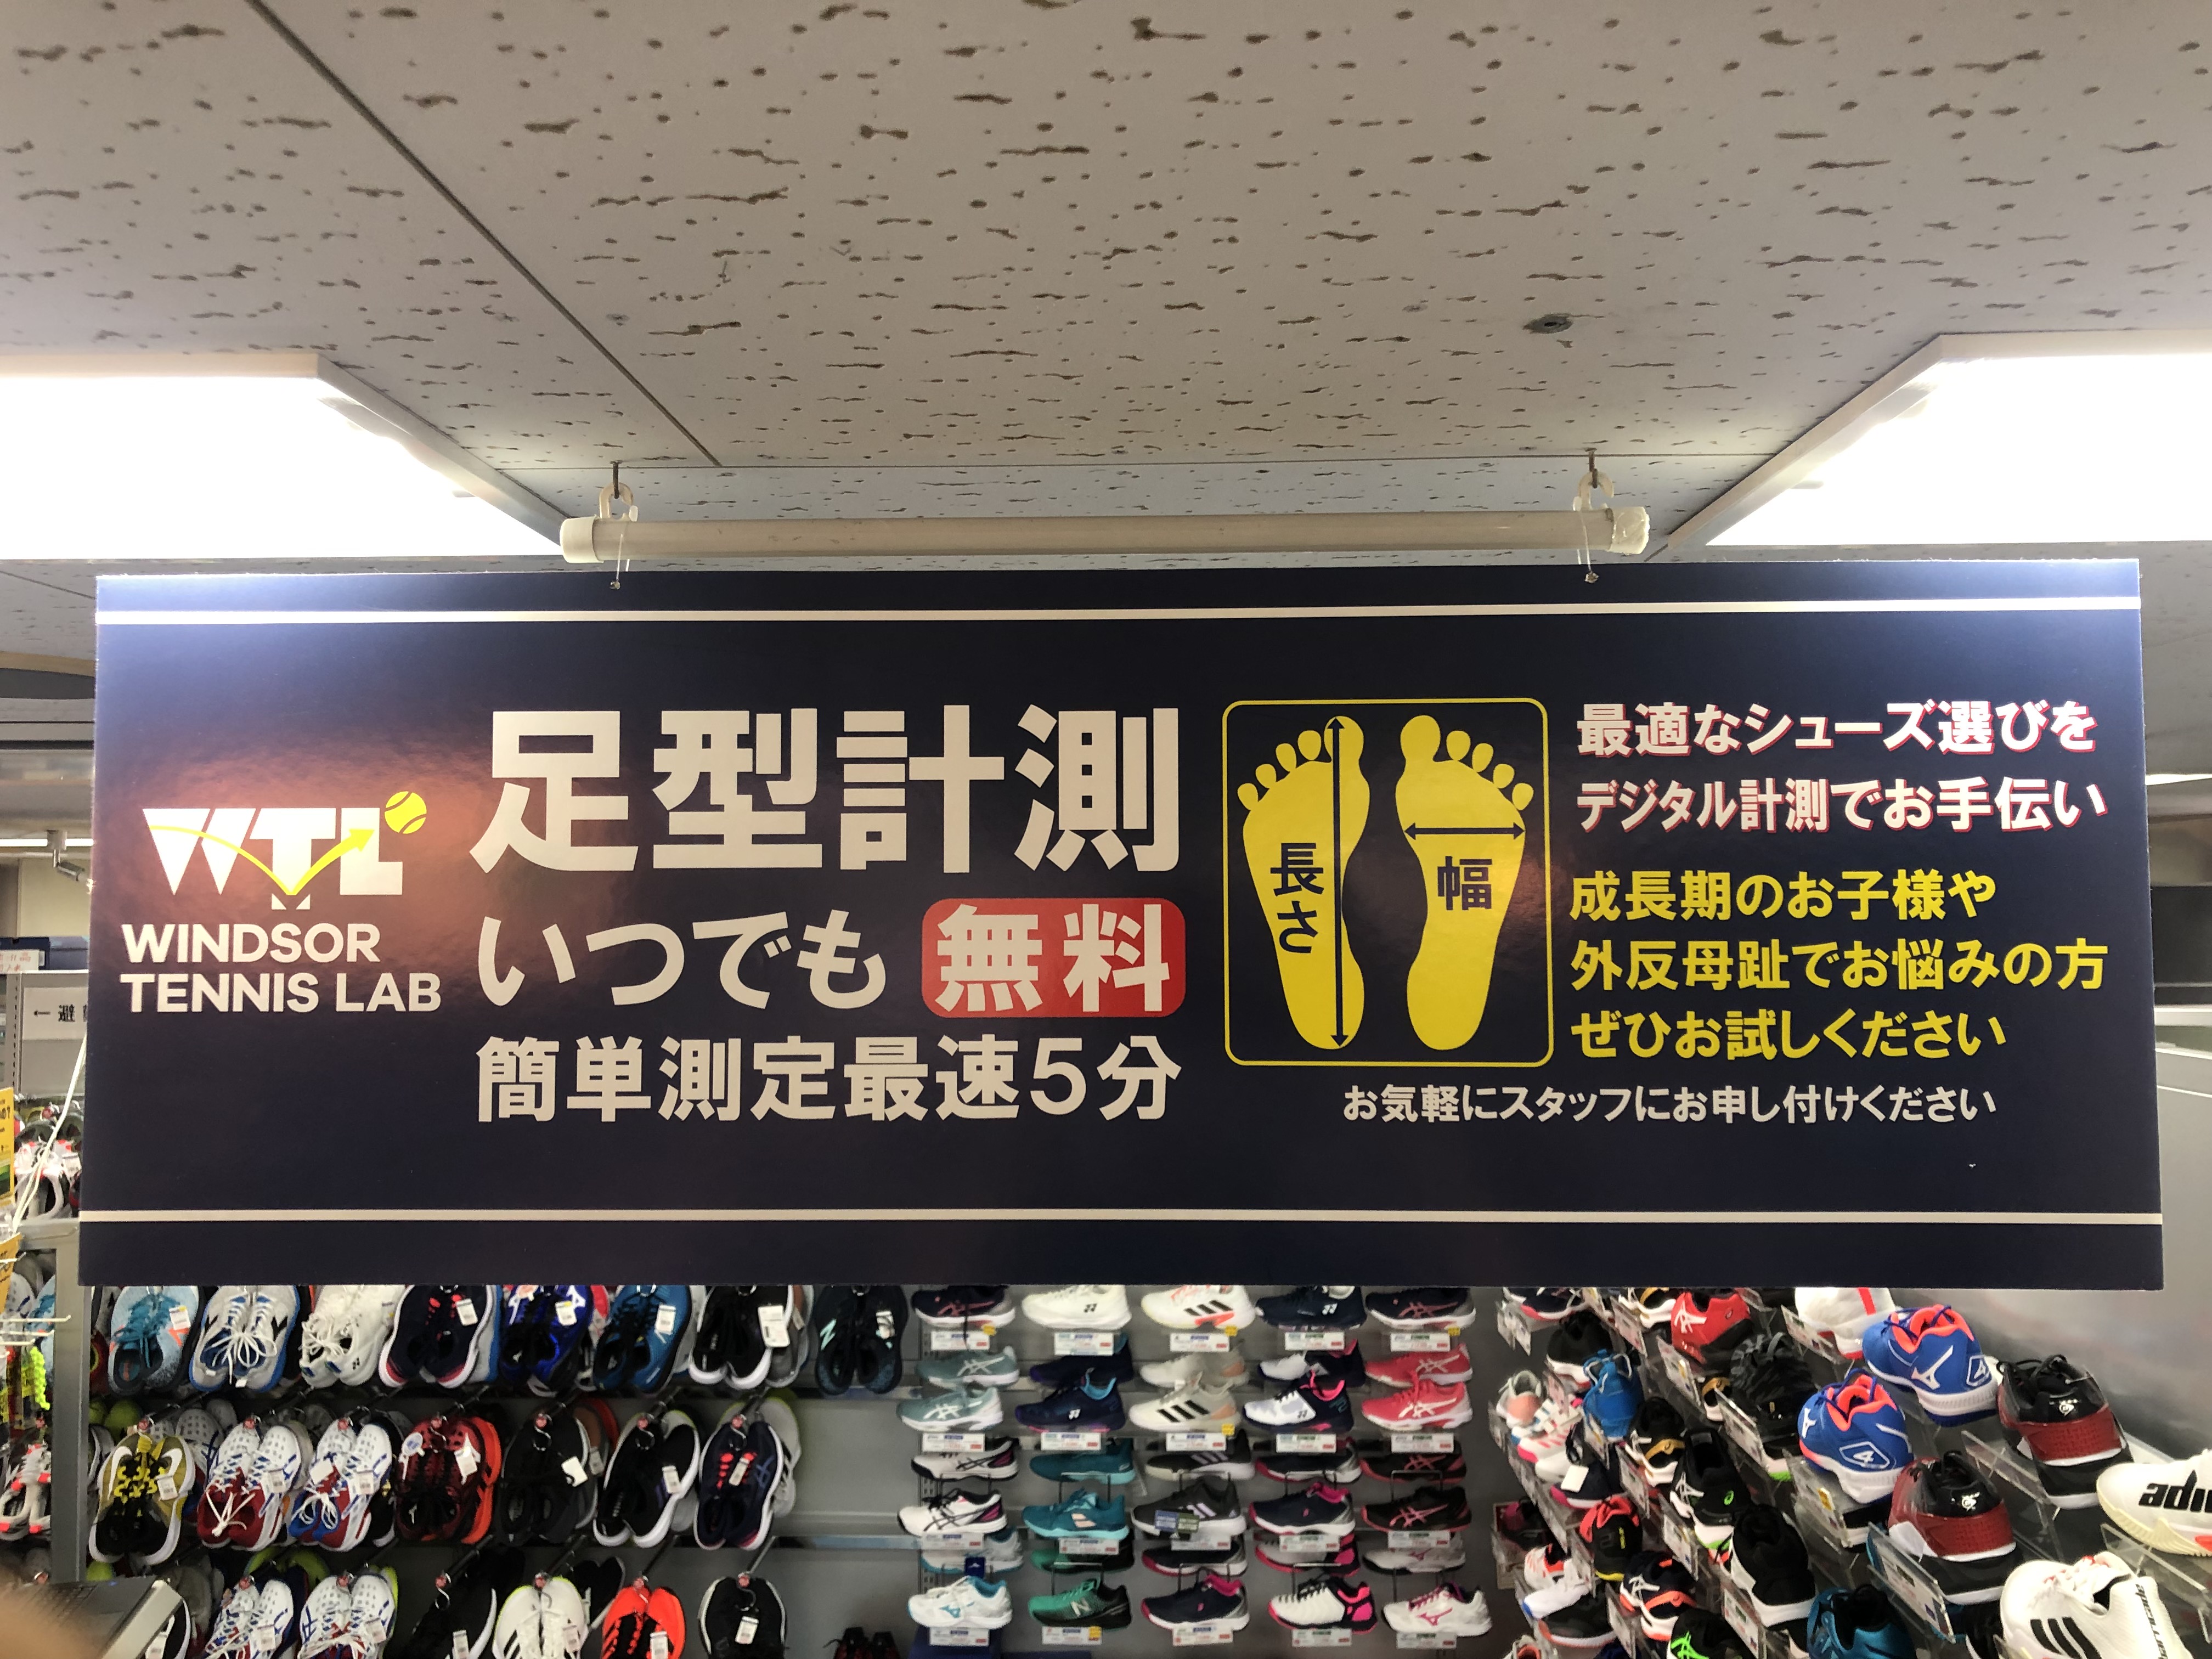 WTL
WINDSOR
TENNIS LAB
足型計測
いつでも 無料
簡単測定最速5分
長さ
幅
最適なシューズ選びを
デジタル計測でお手伝い
成長期のお子様や
外反母趾でお悩みの方
ぜひお試しください
お気軽にスタッフにお申し付けください
←避